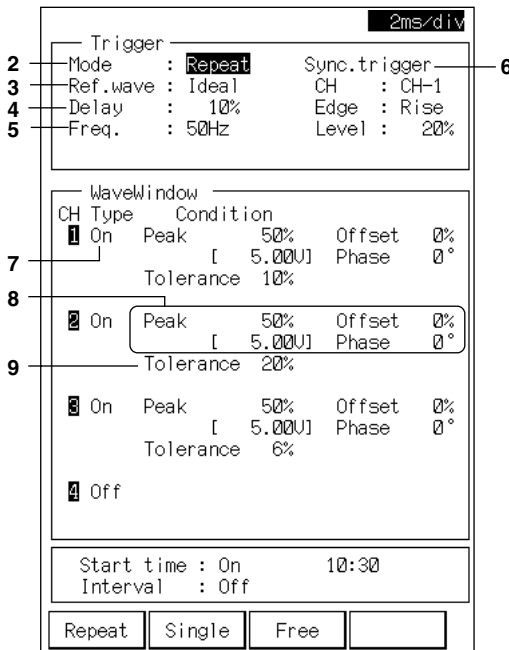 2ms/div
Trigger
2 Mode : Repeat Sync.trigger 6
3 Ref.wave : Ideal CH : CH-1
4 Delay : 10% Edge : Rise
5 Freq. : 50Hz Level : 20%
WaveWindow
CH Type Condition
1 On Peak 50% Offset 0%
7 [ 5.00V] Phase 0°
Tolerance 10%
8
2 On Peak 50% Offset 0%
[ 5.00V] Phase 0°
9 Tolerance 20%
3 On Peak 50% Offset 0%
[ 5.00V] Phase 0°
Tolerance 6%
4 Off
Start time : On 10:30
Interval : Off
Repeat Single Free